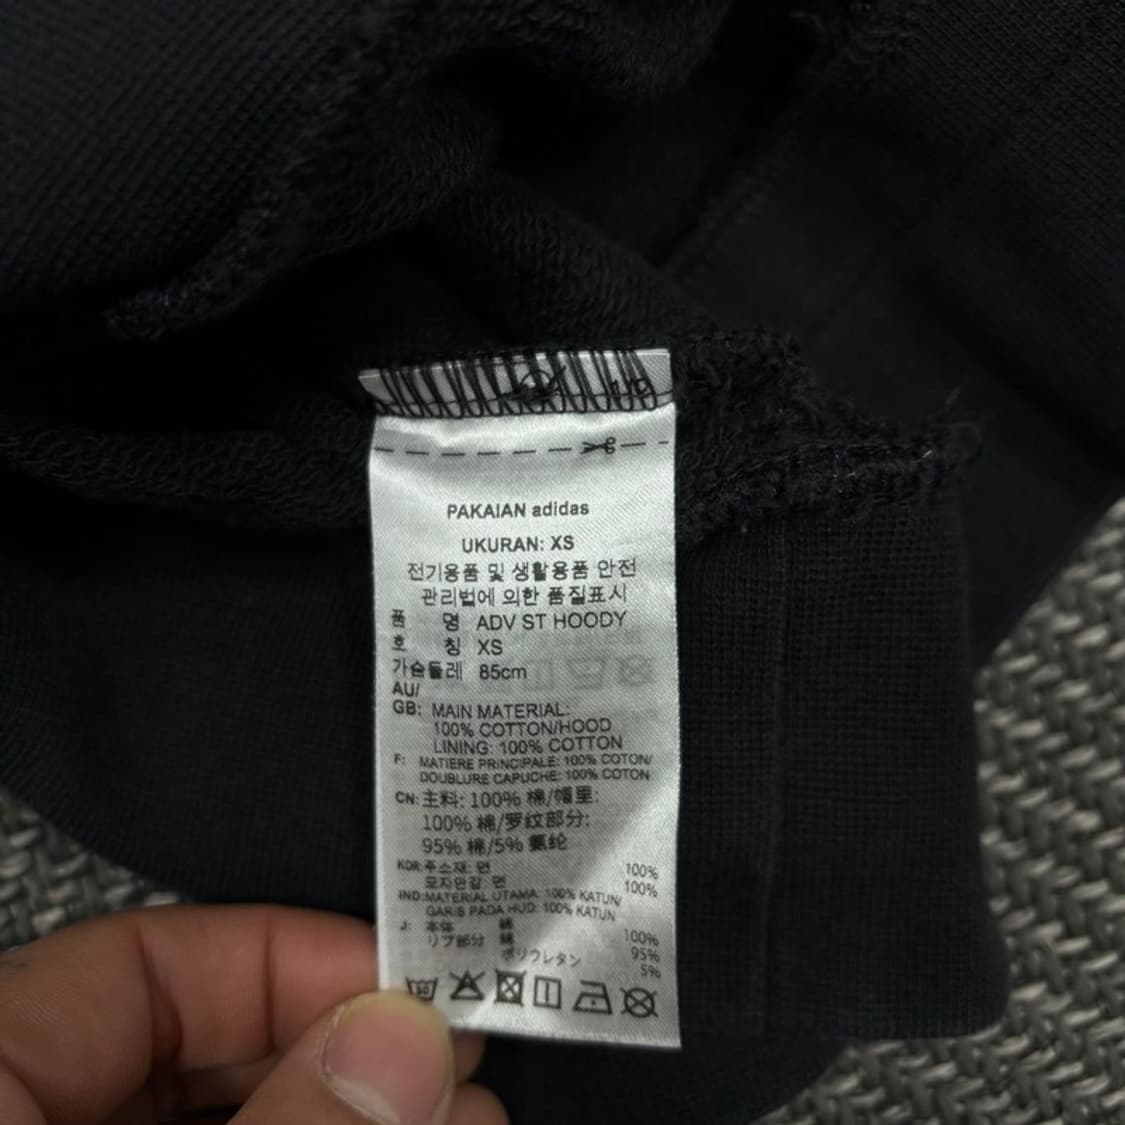 PAKAIAN adidas
UKURAN: XS
전기용품 및 생활용품 안전
관리법에 의한 품질표시
품 명 ADV ST HOODY
호 칭 XS
가슴둘레 85cm
AU/
GB: MAIN MATERIAL:
100% COTTON/HOOD
LINING: 100% COTTON
F: MATIERE PRINCIPALE: 100% COTON/
DOUBLURE CAPUCHE: 100% COTON
CN: 主料: 100% 棉/帽里:
100% 棉/罗纹部分:
95% 棉/5% 氨纶
KOR: 주소재: 면 100%
모자안감: 면 100%
IND: MATERIAL UTAMA: 100% KATUN/
GARIS PADA HUD: 100% KATUN
J: 本体 綿 100%
リブ部分 綿 95%
ポリウレタン 5%